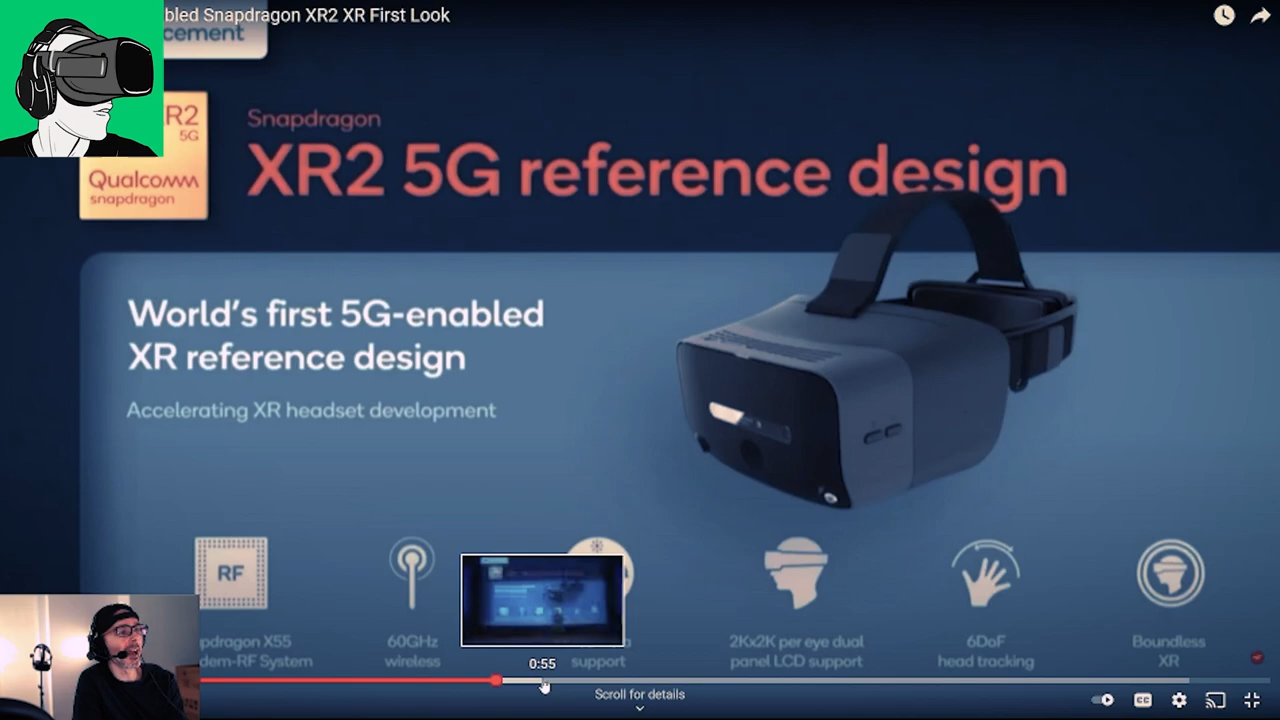 bled Snapdragon XR2 XR First Look
cement
R2
5G
Qualcomm
snapdragon
Snapdragon
XR2 5G reference design
World's first 5G-enabled
XR reference design
Accelerating XR headset development
RF
pdragon X55
dem-RF System
60GHz
wireless
support
2Kx2K per eye dual
panel LCD support
6DoF
head tracking
Boundless
XR
0:55
Scroll for details
CC